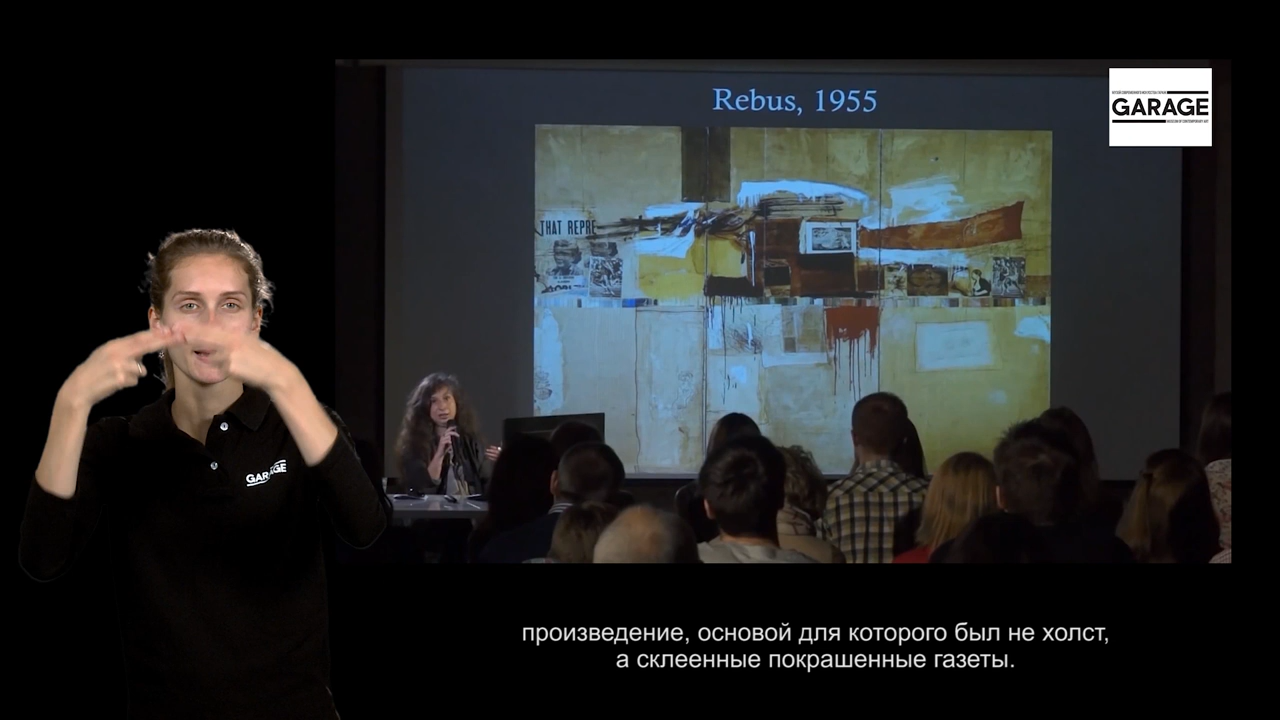 Rebus, 1955
GARAGE
THAT REPRE
GARAGE
произведение, основой для которого был не холст,
а склеенные покрашенные газеты.